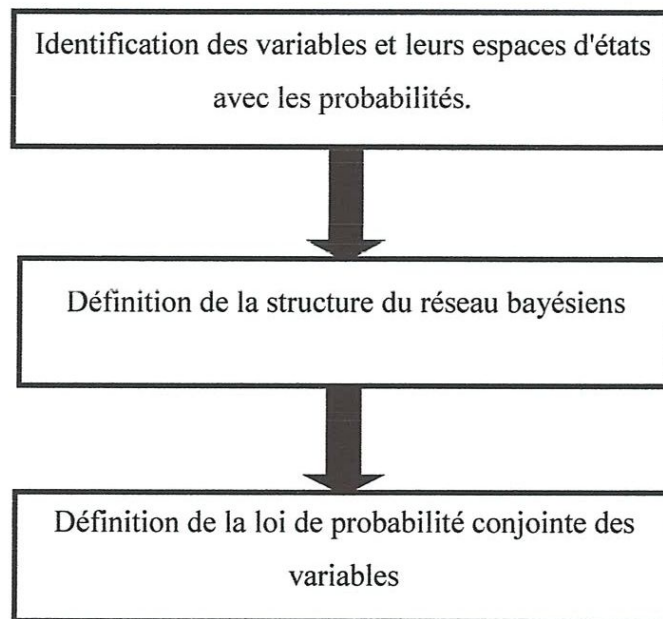 Identification des variables et leurs espaces d'états
avec les probabilités.
Définition de la structure du réseau bayésiens
Définition de la loi de probabilité conjointe des
variables